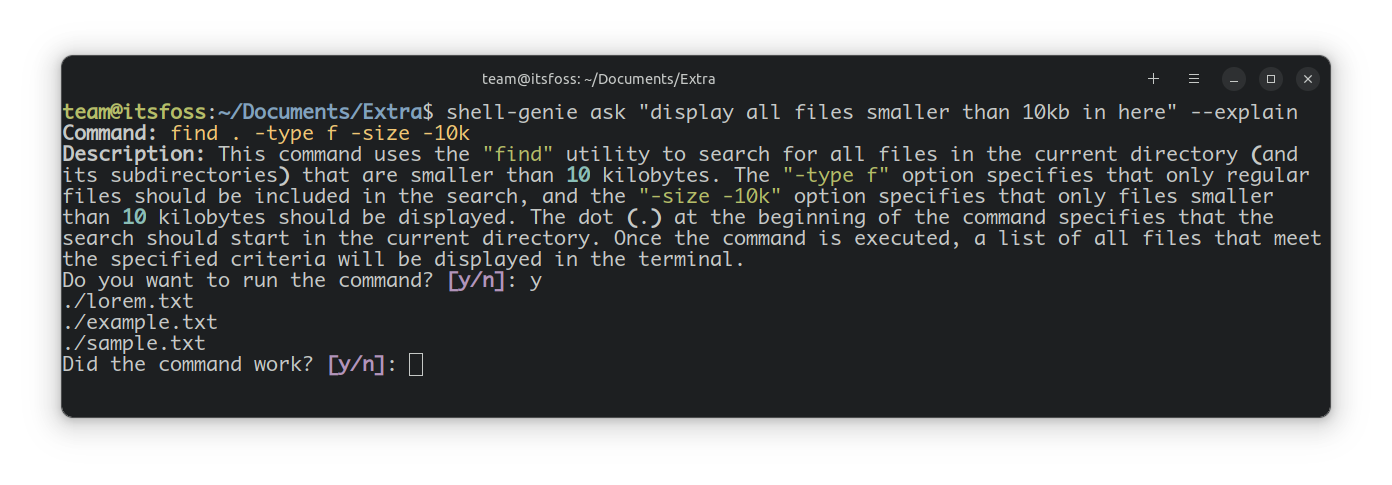 team@itsfoss: ~/Documents/Extra
team@itsfoss:~/Documents/Extra$ shell-genie ask "display all files smaller than 10kb in here" --explain
Command: find . -type f -size -10k
Description: This command uses the "find" utility to search for all files in the current directory (and
its subdirectories) that are smaller than 10 kilobytes. The "-type f" option specifies that only regular
files should be included in the search, and the "-size -10k" option specifies that only files smaller
than 10 kilobytes should be displayed. The dot (.) at the beginning of the command specifies that the
search should start in the current directory. Once the command is executed, a list of all files that meet
the specified criteria will be displayed in the terminal.
Do you want to run the command? [y/n]: y
./lorem.txt
./example.txt
./sample.txt
Did the command work? [y/n]: